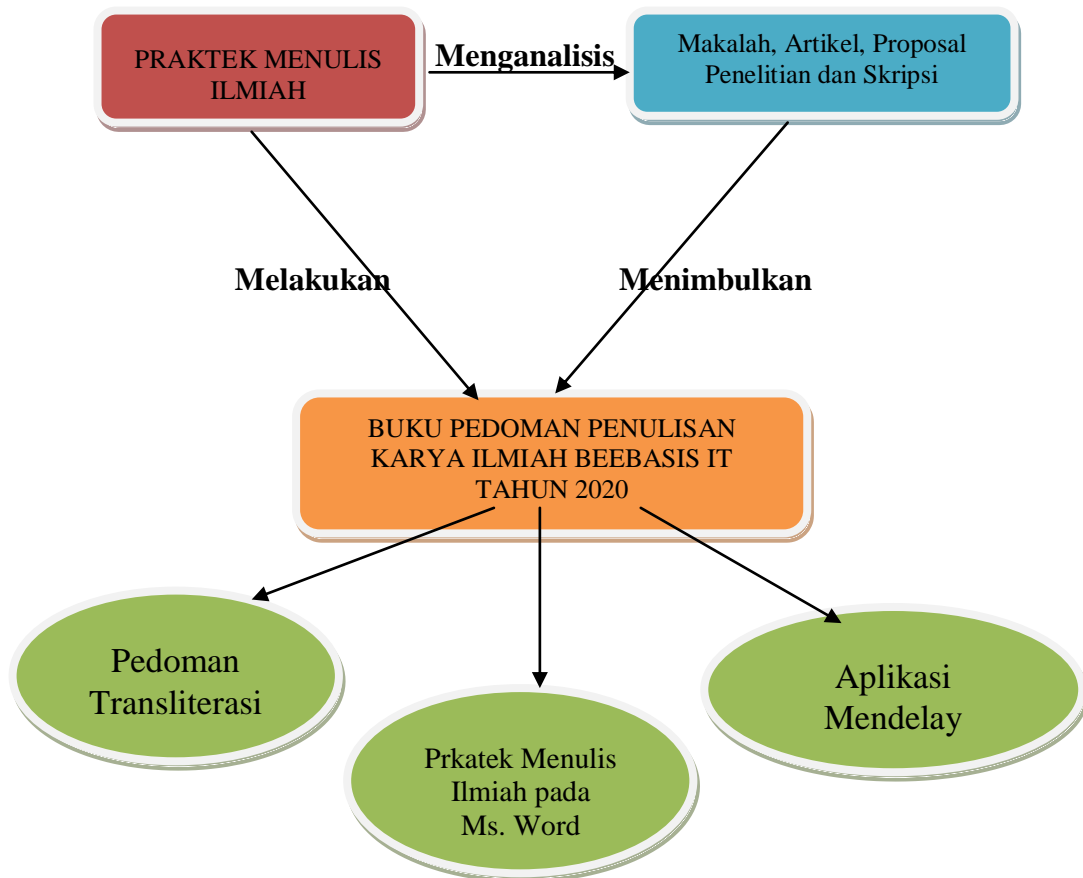 PRAKTEK MENULIS
ILMIAH
Menganalisis
Makalah, Artikel, Proposal
Penelitian dan Skripsi
Melakukan
Menimbulkan
BUKU PEDOMAN PENULISAN
KARYA ILMIAH BEEBASIS IT
TAHUN 2020
Pedoman
Transliterasi
Prkatek Menulis
Ilmiah pada
Ms. Word
Aplikasi
Mendelay